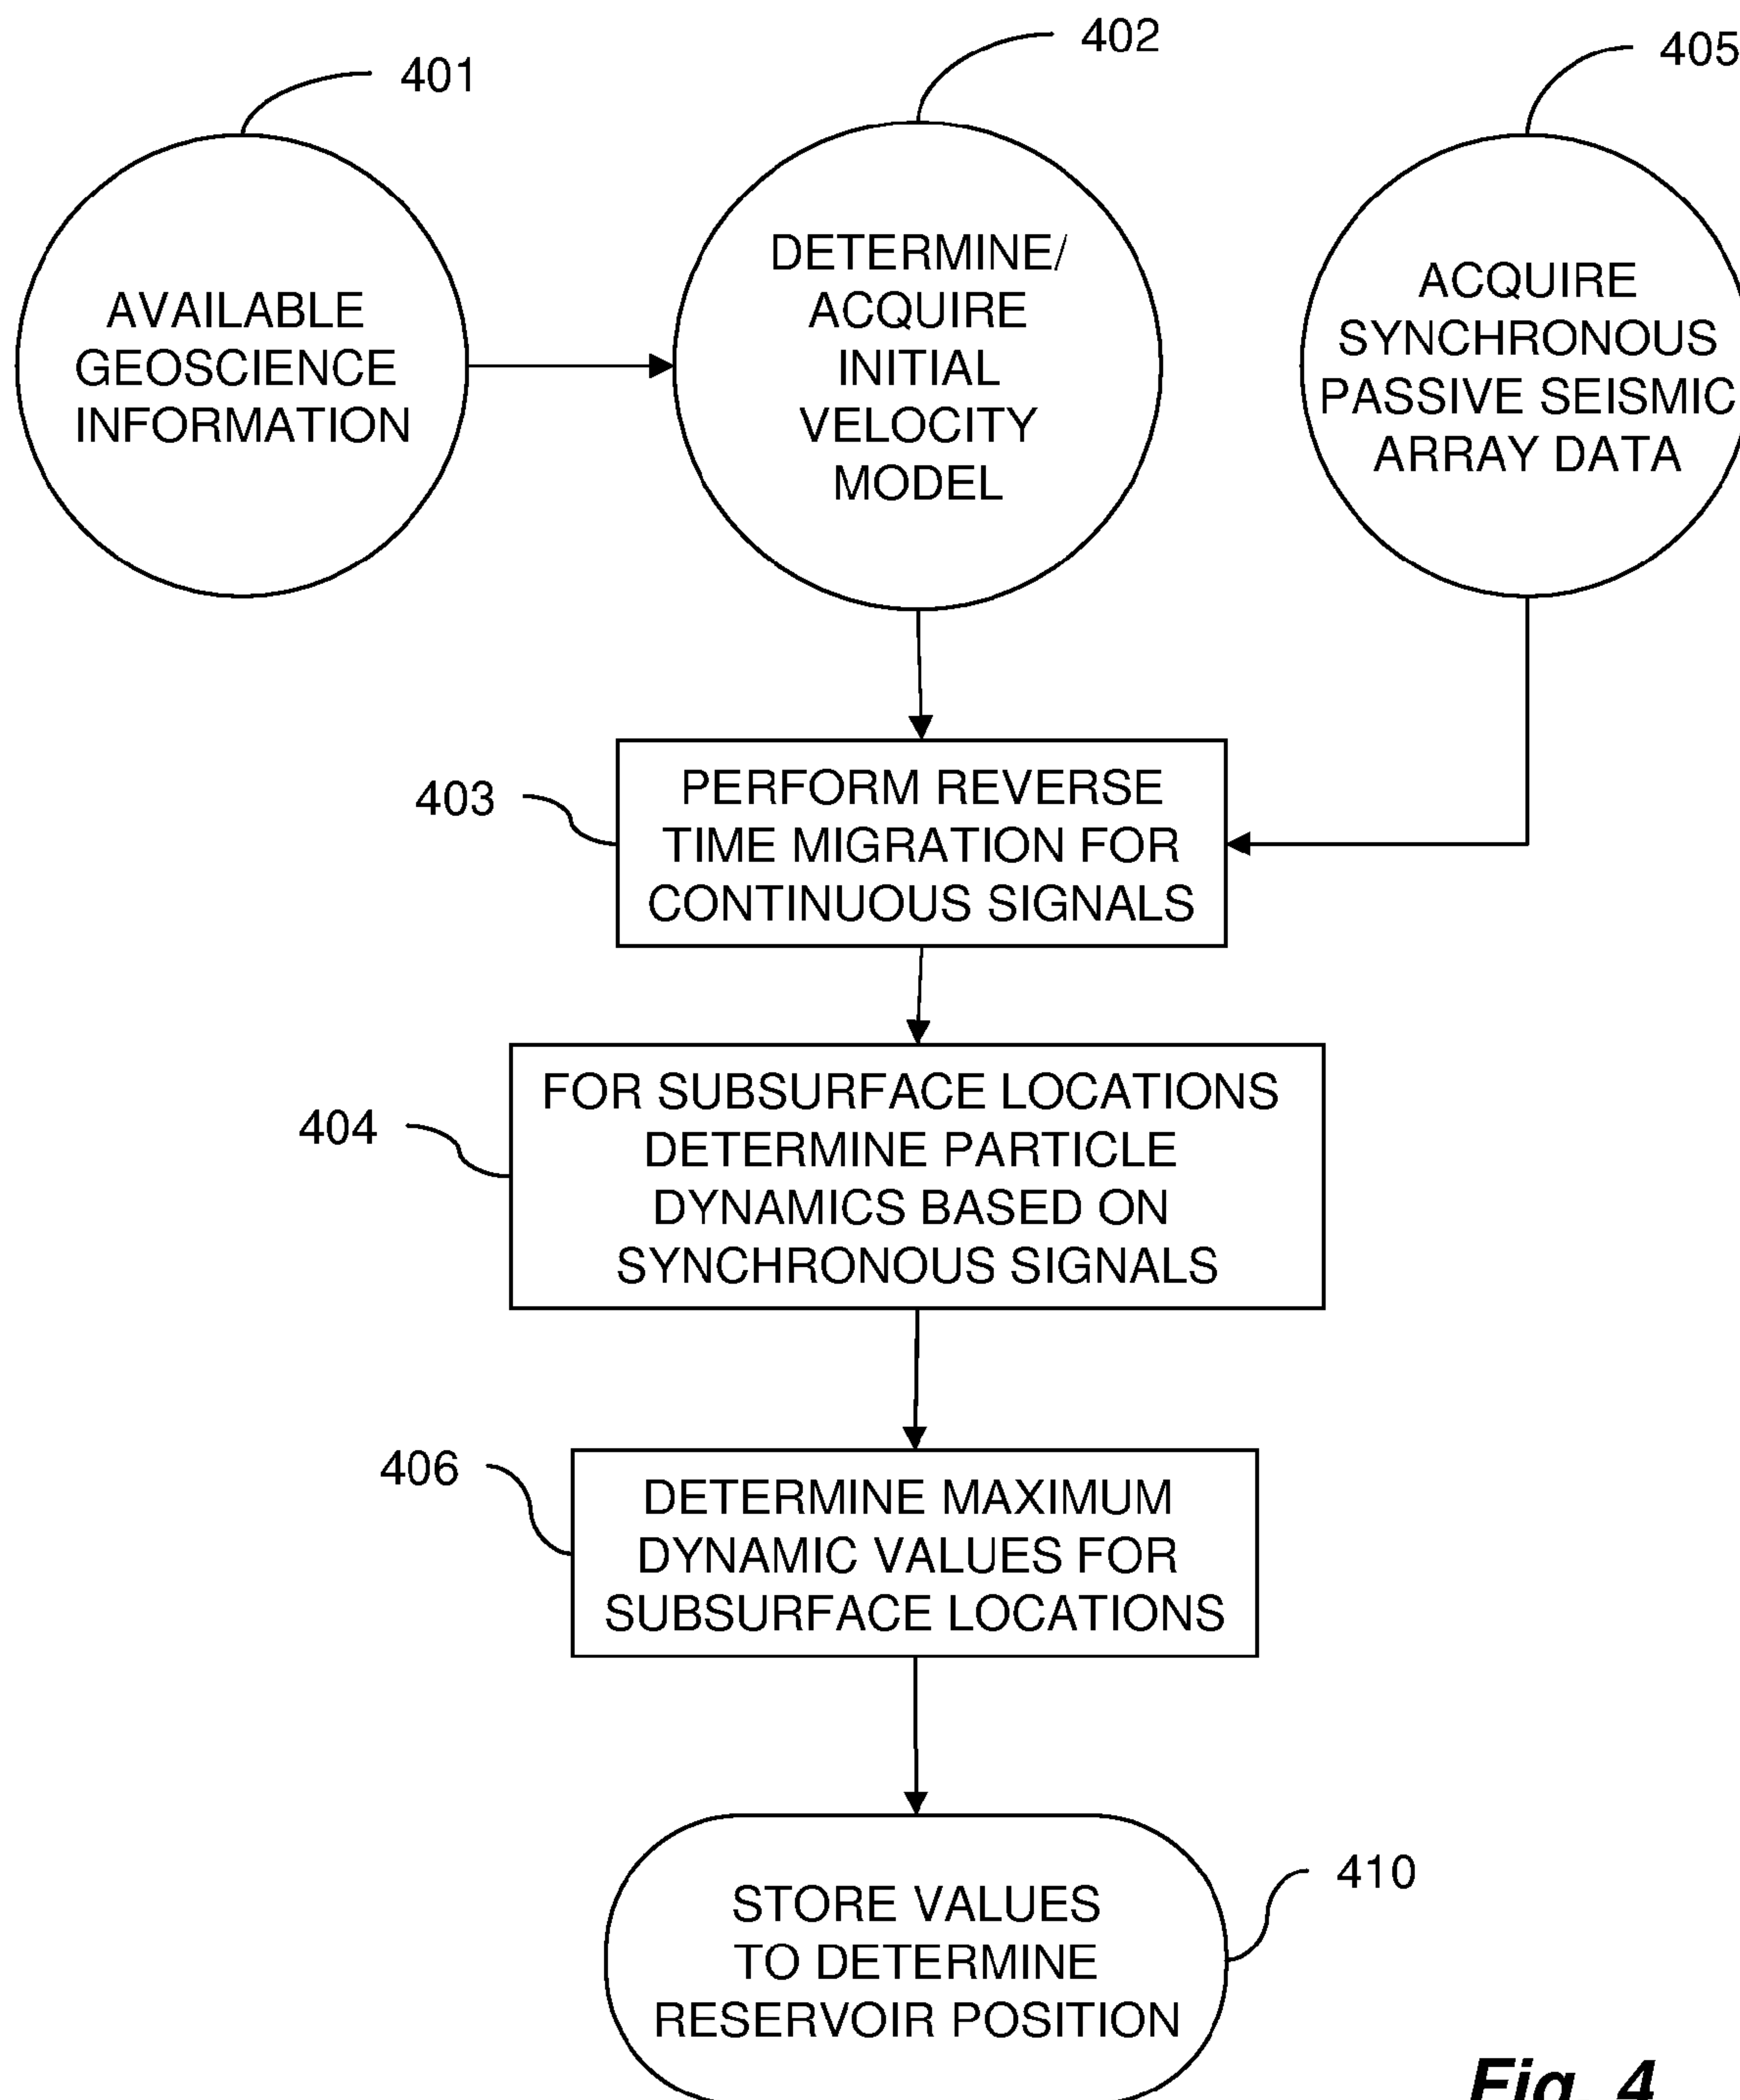 401
402
405
AVAILABLE
GEOSCIENCE
INFORMATION
DETERMINE/
ACQUIRE
INITIAL
VELOCITY
MODEL
ACQUIRE
SYNCHRONOUS
PASSIVE SEISMIC
ARRAY DATA
403
PERFORM REVERSE
TIME MIGRATION FOR
CONTINUOUS SIGNALS
404
FOR SUBSURFACE LOCATIONS
DETERMINE PARTICLE
DYNAMICS BASED ON
SYNCHRONOUS SIGNALS
406
DETERMINE MAXIMUM
DYNAMIC VALUES FOR
SUBSURFACE LOCATIONS
410
STORE VALUES
TO DETERMINE
RESERVOIR POSITION
Fig. 4